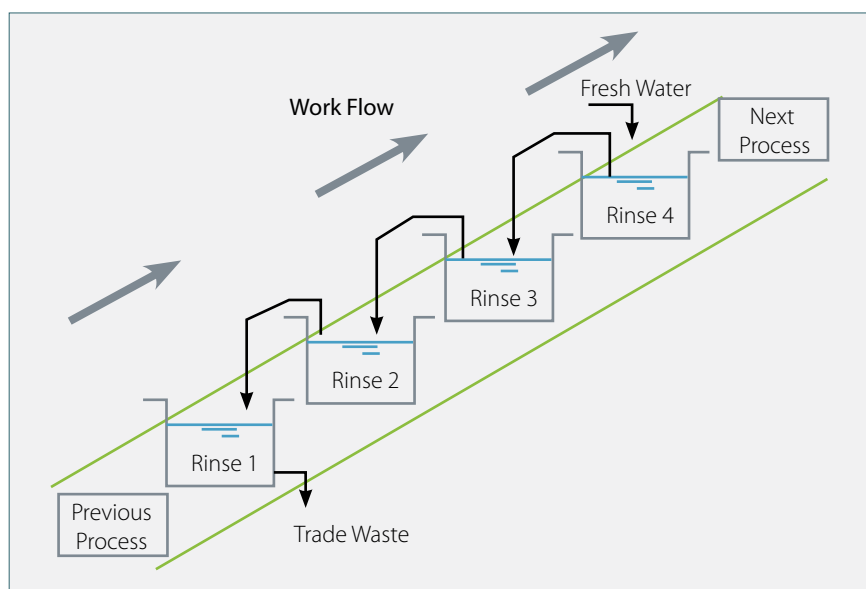 Fresh Water
Work Flow
Next
Process
Rinse 4
Rinse 3
Rinse 2
Rinse 1
Previous
Process
Trade Waste